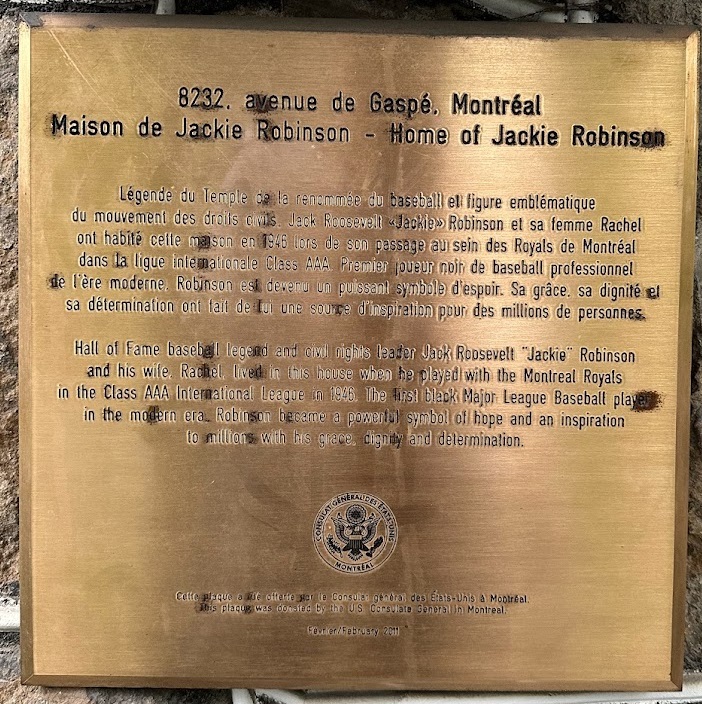 8232, avenue de Gaspé, Montréal
Maison de Jackie Robinson - Home of Jackie Robinson
Légende du Temple de la renommée du baseball et figure emblématique
du mouvement des droits civils, Jack Roosevelt «Jackie» Robinson et sa femme Rachel
ont habité cette maison en 1946 lors de son passage au sein des Royals de Montréal
dans la ligue internationale Class AAA. Premier joueur noir de baseball professionnel
de l'ère moderne, Robinson est devenu un puissant symbole d'espoir. Sa grâce, sa dignité et
sa détermination ont fait de lui une source d'inspiration pour des millions de personnes.
Hall of Fame baseball legend and civil rights leader Jack Roosevelt "Jackie" Robinson
and his wife, Rachel, lived in this house when he played with the Montreal Royals
in the Class AAA International League in 1946. The first black Major League Baseball player
in the modern era, Robinson became a powerful symbol of hope and an inspiration
to millions with his grace, dignity and determination.
CONSULAT GÉNÉRAL DES ÉTATS-UNIS
MONTRÉAL
Cette plaque a été offerte par le Consulat général des États-Unis à Montréal.
This plaque was donated by the U.S. Consulate General in Montreal.
Février/February 2011